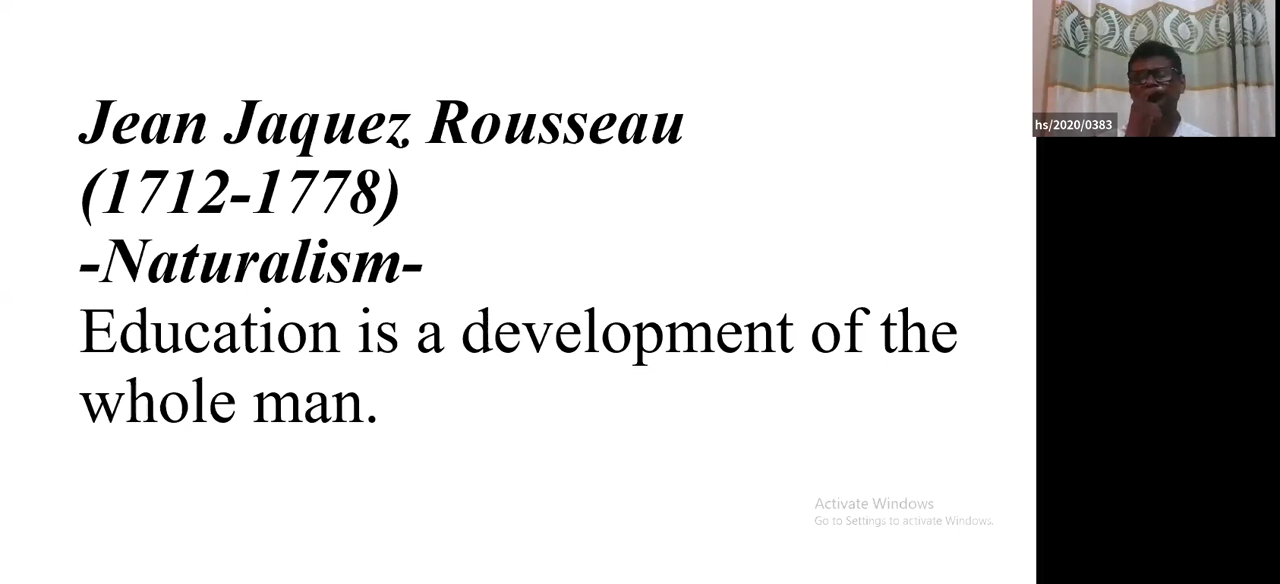 Jean Jaquez Rousseau
(1712-1778)
-Naturalism-
Education is a development of the
whole man.
hs/2020/0383
Activate Windows
Go to Settings to activate Windows.